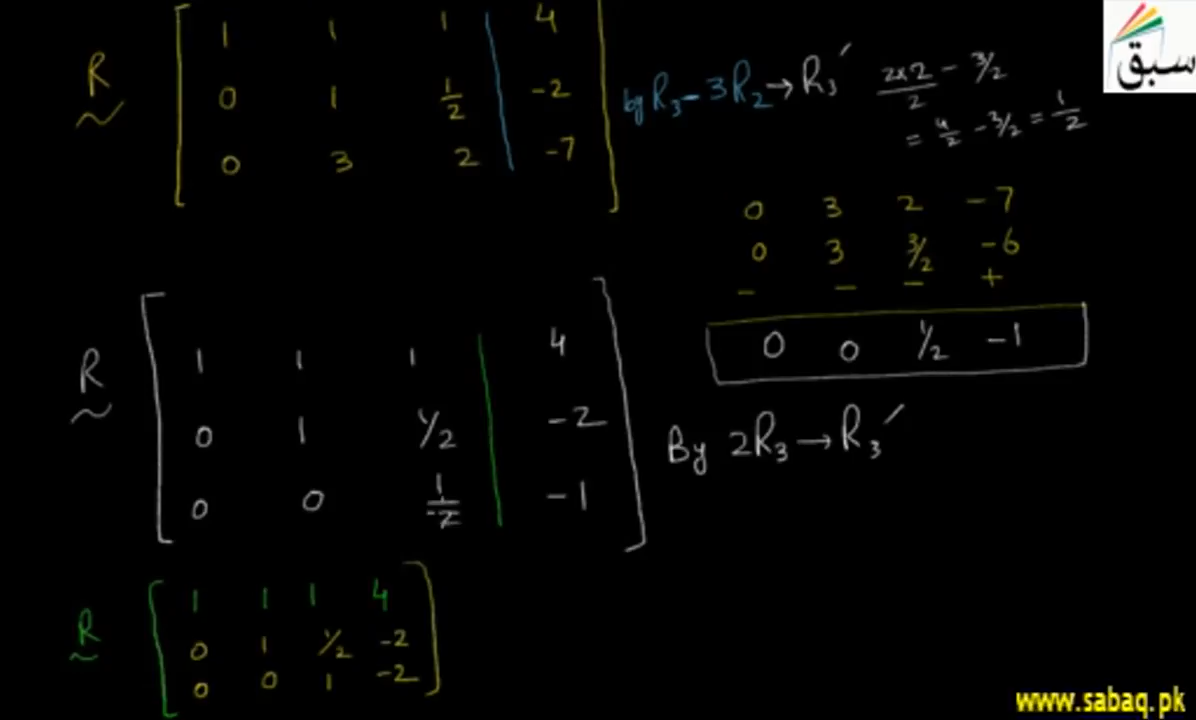 1 1 1 4
R ~ 0 1 1/2 -2 by R₃ - 3R₂ → R₃′ 2×2/2 - 3/2
= 4/2 - 3/2 = 1/2
0 3 2 -7
0 3 2 -7
0 3 3/2 -6
- - - +
0 0 1/2 -1
1 1 1 4
R ~ 0 1 1/2 -2 By 2R₃ → R₃′
0 0 1/2 -1
1 1 1 4
R ~ 0 1 1/2 -2
0 0 1 -2
سبق
www.sabaq.pk